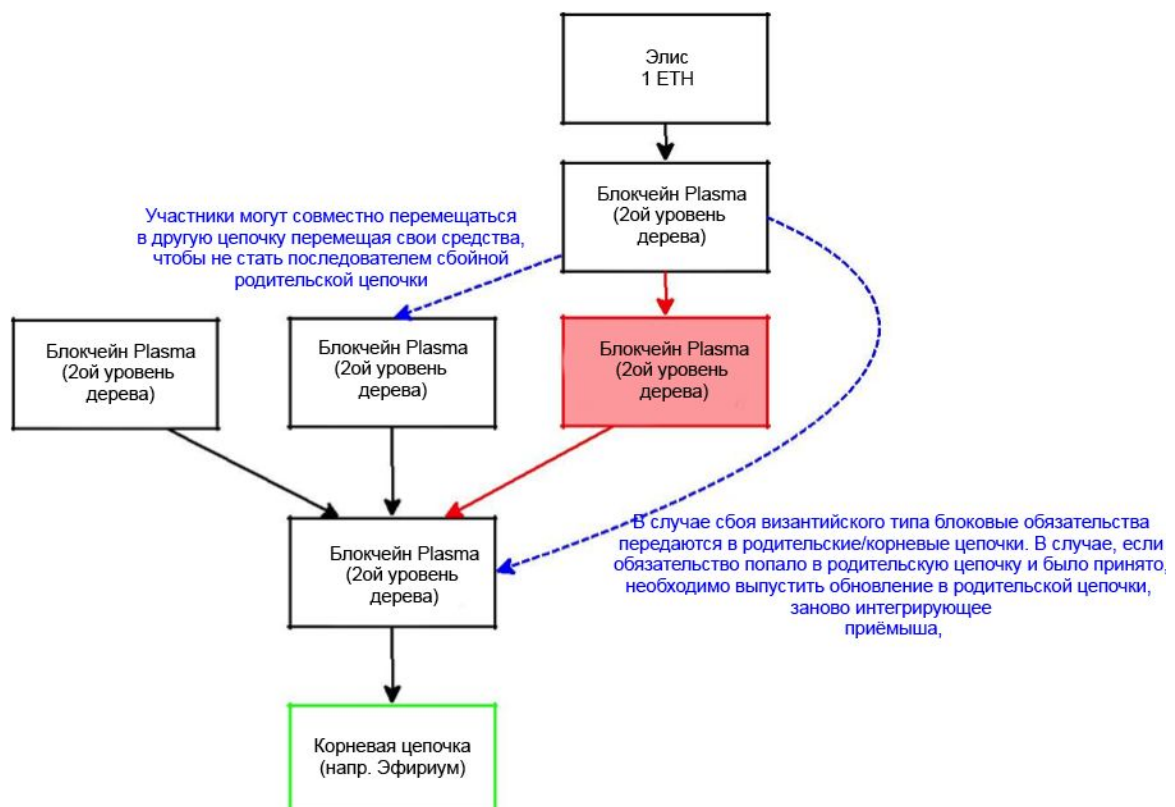 Элис
1 ETH
Блокчейн Plasma
(2ой уровень
дерева)
Участники могут совместно перемещаться
в другую цепочку перемещая свои средства,
чтобы не стать последователем сбойной
родительской цепочки
Блокчейн Plasma
(2ой уровень
дерева)
Блокчейн Plasma
(2ой уровень
дерева)
Блокчейн Plasma
(2ой уровень
дерева)
Блокчейн Plasma
(2ой уровень
дерева)
В случае сбоя византийского типа блоковые обязательства
передаются в родительские/корневые цепочки. В случае, если
обязательство попало в родительскую цепочку и было принято,
необходимо выпустить обновление в родительской цепочки,
заново интегрирующее
приёмыша,
Корневая цепочка
(напр. Эфириум)